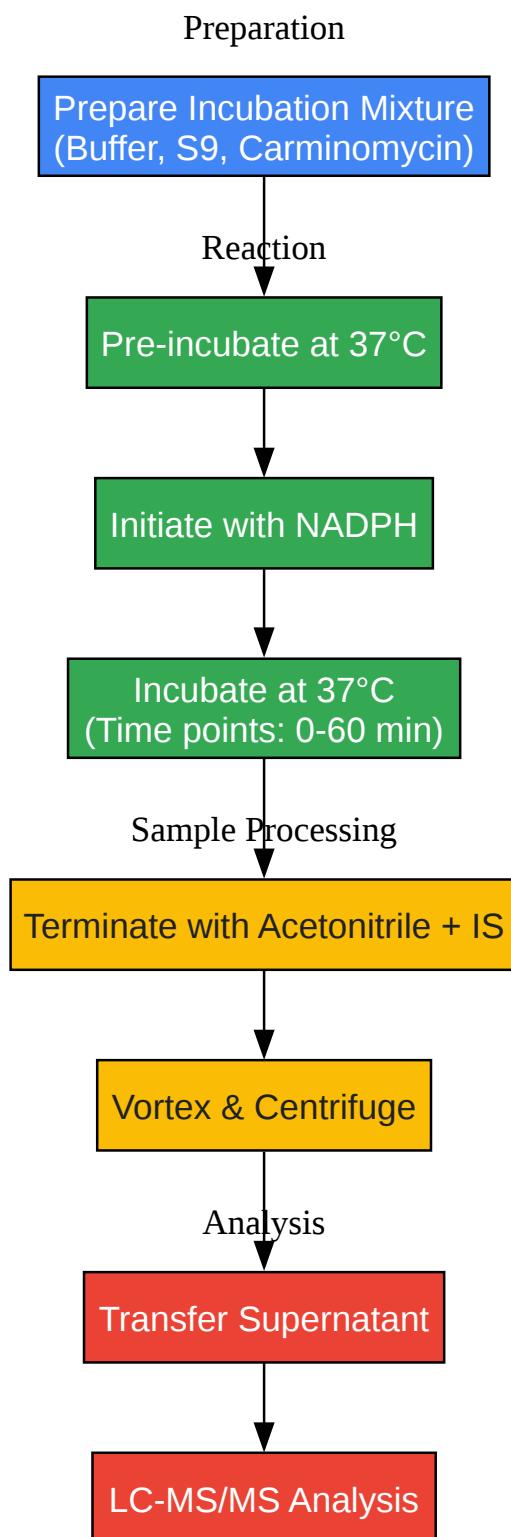 Preparation
Prepare Incubation Mixture
(Buffer, S9, Carminomycin)
Reaction
Pre-incubate at 37°C
Initiate with NADPH
Incubate at 37°C
(Time points: 0-60 min)
Sample Processing
Terminate with Acetonitrile + IS
Vortex & Centrifuge
Analysis
Transfer Supernatant
LC-MS/MS Analysis